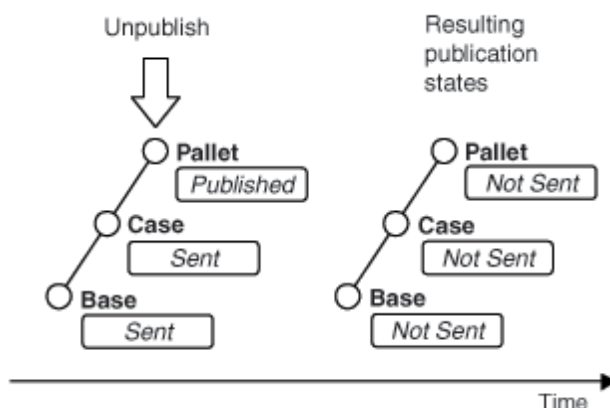 Unpublish
Resulting
publication
states
Pallet
Published
Case
Sent
Base
Sent
Pallet
Not Sent
Case
Not Sent
Base
Not Sent
Time